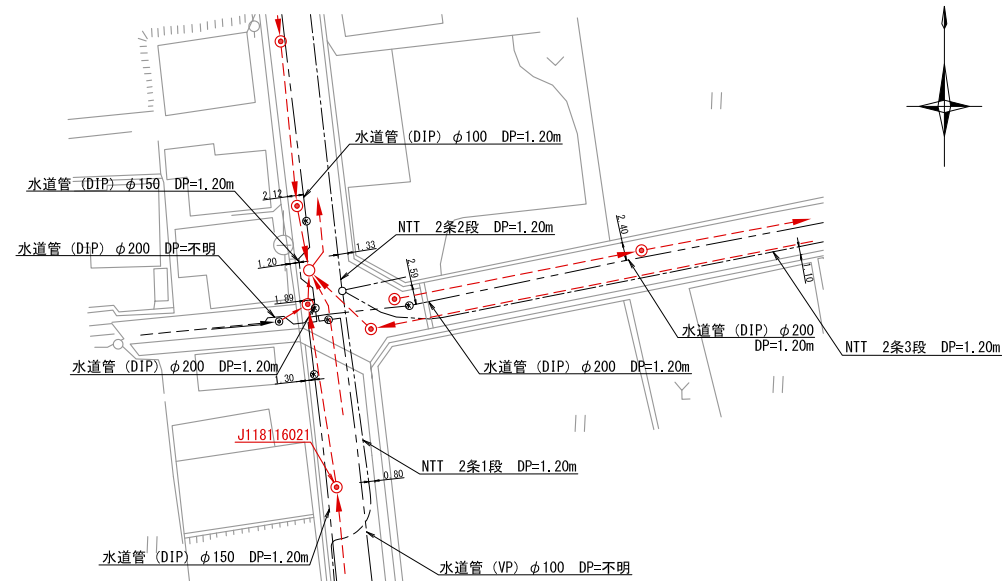 水道管 (DIP) φ100 DP=1.20m
水道管 (DIP) φ150 DP=1.20m
2.12
NTT 2条2段 DP=1.20m
2.40
水道管 (DIP) φ200 DP=不明
1.33
1.20
2.59
1.10
1.89
水道管 (DIP) φ200
DP=1.20m
NTT 2条3段 DP=1.20m
水道管 (DIP) φ200 DP=1.20m
水道管 (DIP) φ200 DP=1.20m
1.30
J118116021
NTT 2条1段 DP=1.20m
0.80
水道管 (DIP) φ150 DP=1.20m
水道管 (VP) φ100 DP=不明